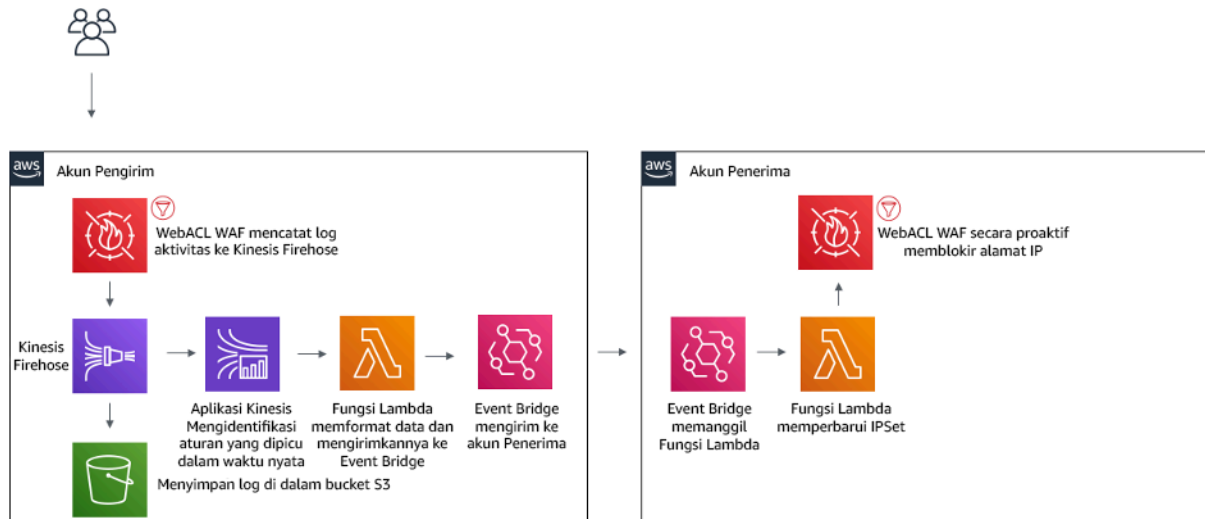 aws
Akun Pengirim
WebACL WAF mencatat log
aktivitas ke Kinesis Firehose
Kinesis
Firehose
Aplikasi Kinesis
Mengidentifikasi
aturan yang dipicu
dalam waktu nyata
Fungsi Lambda
memformat data dan
mengirimkannya ke
Event Bridge
Event Bridge
mengirim ke
akun Penerima
Menyimpan log di dalam bucket S3
aws
Akun Penerima
WebACL WAF secara proaktif
memblokir alamat IP
Event Bridge
memanggil
Fungsi Lambda
Fungsi Lambda
memperbarui IPSet